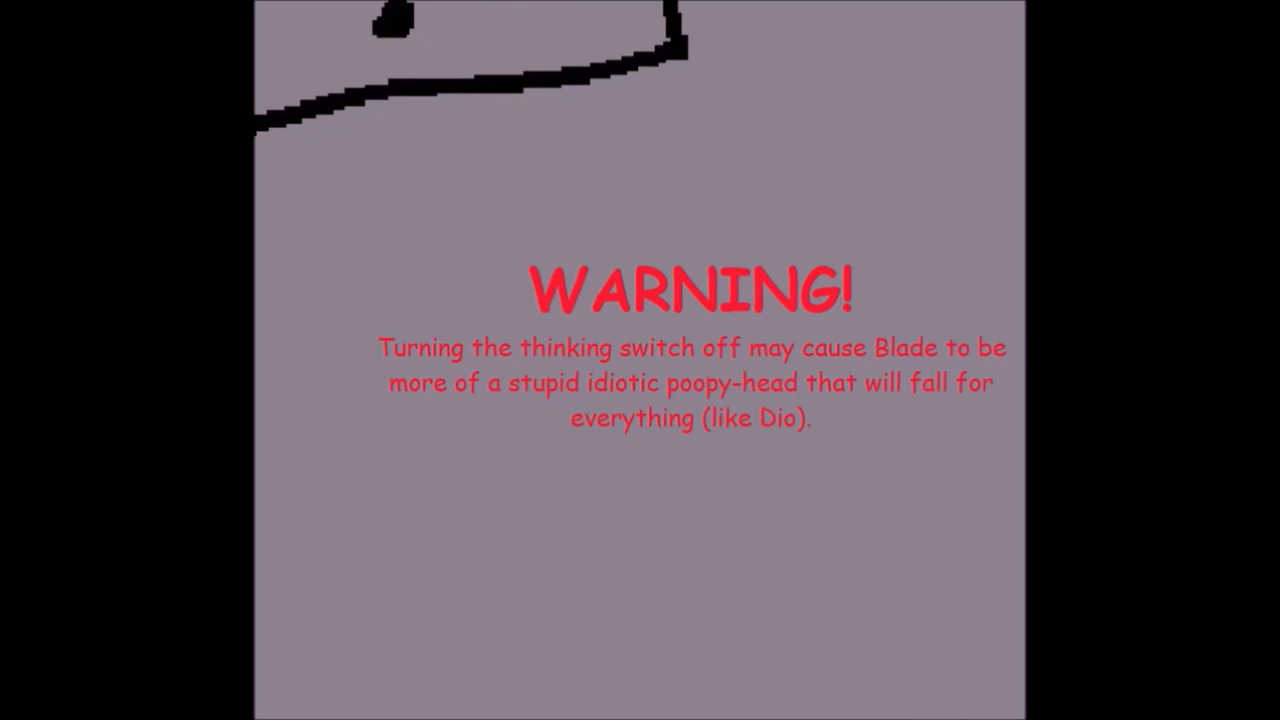 WARNING!
Turning the thinking switch off may cause Blade to be
more of a stupid idiotic poopy-head that will fall for
everything (like Dio).